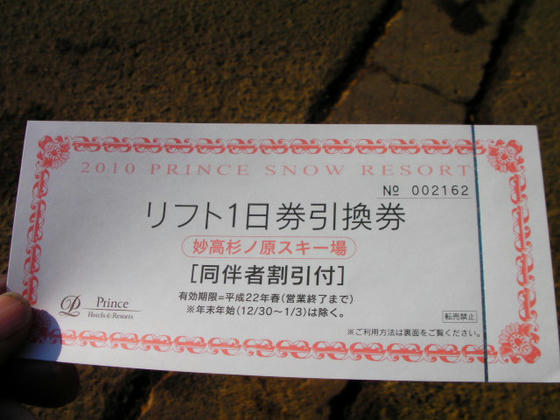 2010 PRINCE SNOW RESORT
№ 002162
リフト1日券引換券
妙高杉ノ原スキー場
[同伴者割引付]
有効期限=平成22年春(営業終了まで)
※年末年始(12/30～1/3)は除く。
Prince
Hotels & Resorts
転売禁止
※ご利用方法は裏面をご覧ください。